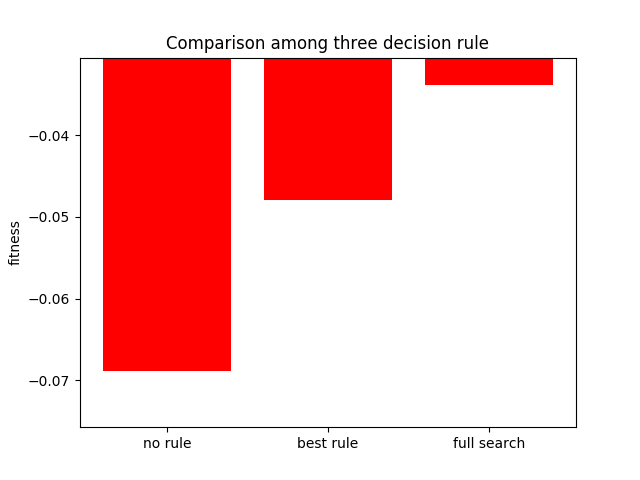 Comparison among three decision rule
fitness
−0.04
−0.05
−0.06
−0.07
no rule
best rule
full search